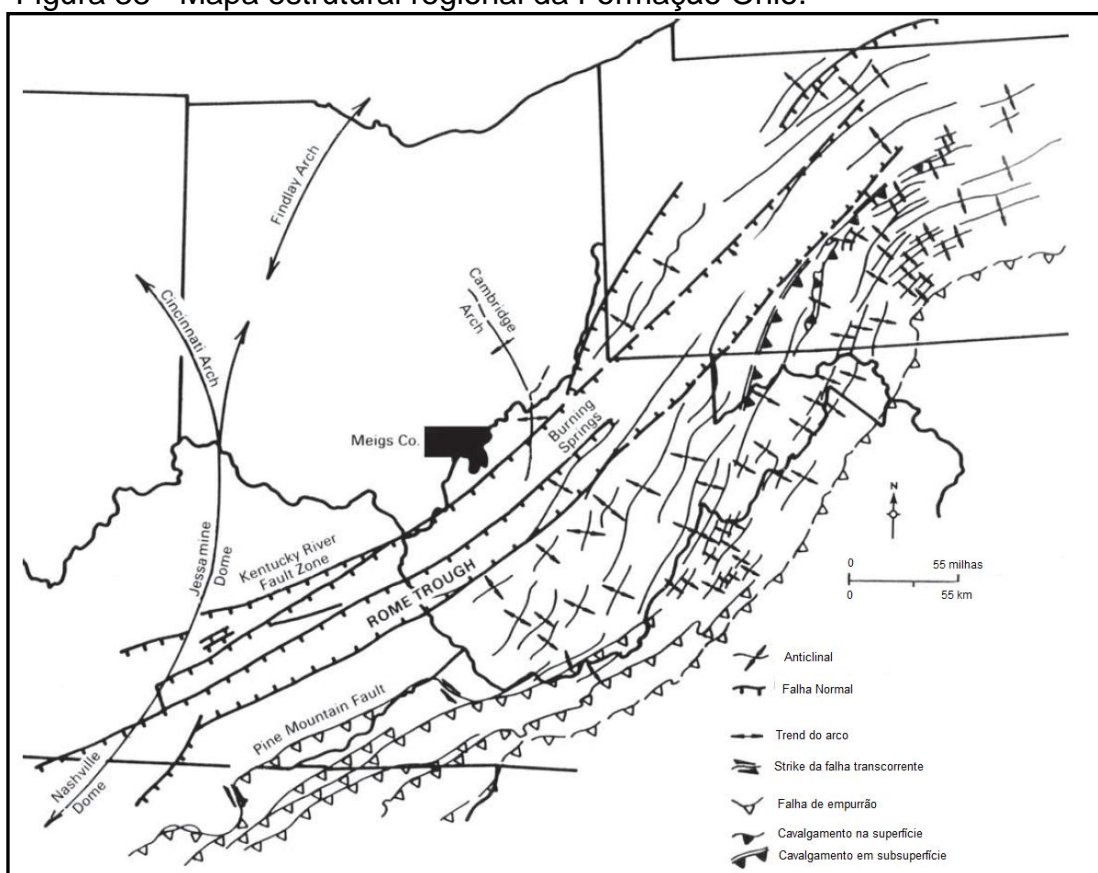 Figura 38 - Mapa estrutural regional da Formação Ohio.
Findlay Arch
Cincinnati Arch
Cambridge
Arch
Meigs Co.
Burning
Springs
Jessamine
Dome
Kentucky River
Fault Zone
ROME TROUGH
Pine Mountain Fault
Nashville
Dome
N
0 55 milhas
0 55 km
Anticlinal
Falha Normal
Trend do arco
Strike da falha transcorrente
Falha de empurrão
Cavalgamento na superfície
Cavalgamento em subsuperfície